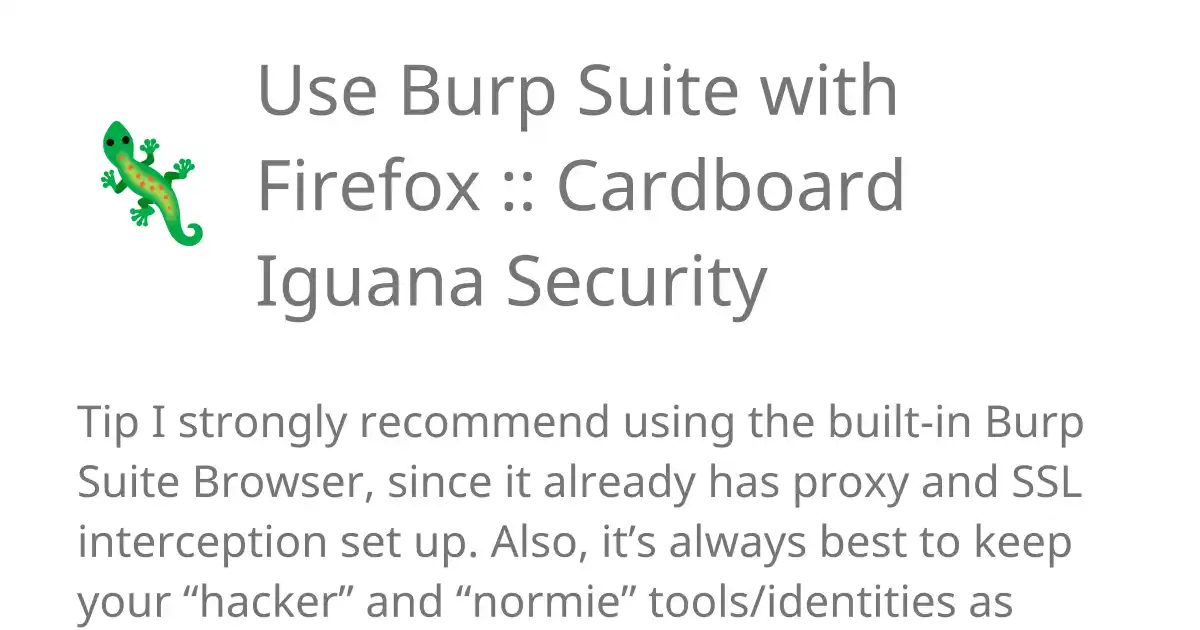 Use Burp Suite with
Firefox :: Cardboard
Iguana Security
Tip I strongly recommend using the built-in Burp
Suite Browser, since it already has proxy and SSL
interception set up. Also, it’s always best to keep
your “hacker” and “normie” tools/identities as